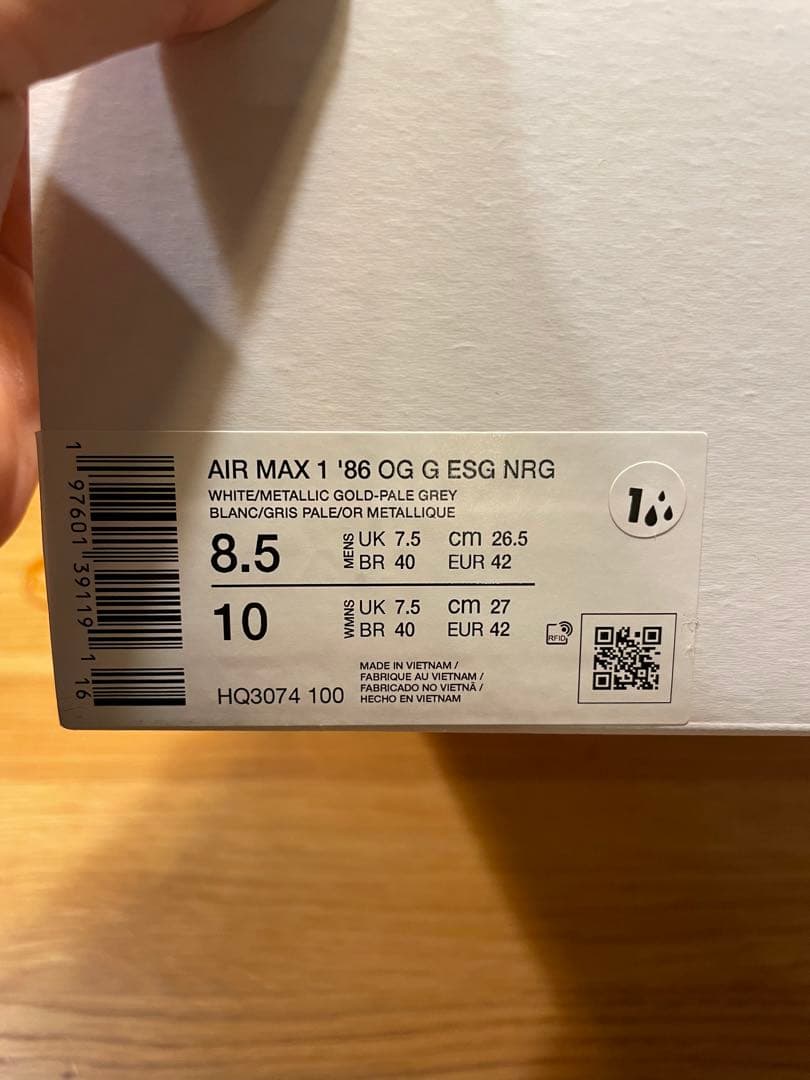 AIR MAX 1 '86 OG G ESG NRG
WHITE/METALLIC GOLD-PALE GREY
BLANC/GRIS PALE/OR METALLIQUE
8.5 MENS UK 7.5 cm 26.5
BR 40 EUR 42
10 WMNS UK 7.5 cm 27
BR 40 EUR 42
RFID
HQ3074 100
MADE IN VIETNAM /
FABRIQUE AU VIETNAM /
FABRICADO NO VIETNÃ /
HECHO EN VIETNAM
1 97601 39119 1 16
1